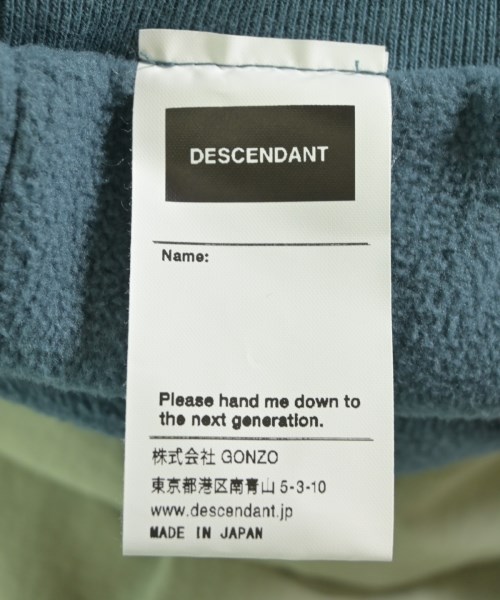 DESCENDANT
Name:
Please hand me down to
the next generation.
株式会社 GONZO
東京都港区南青山 5-3-10
www.descendant.jp
MADE IN JAPAN